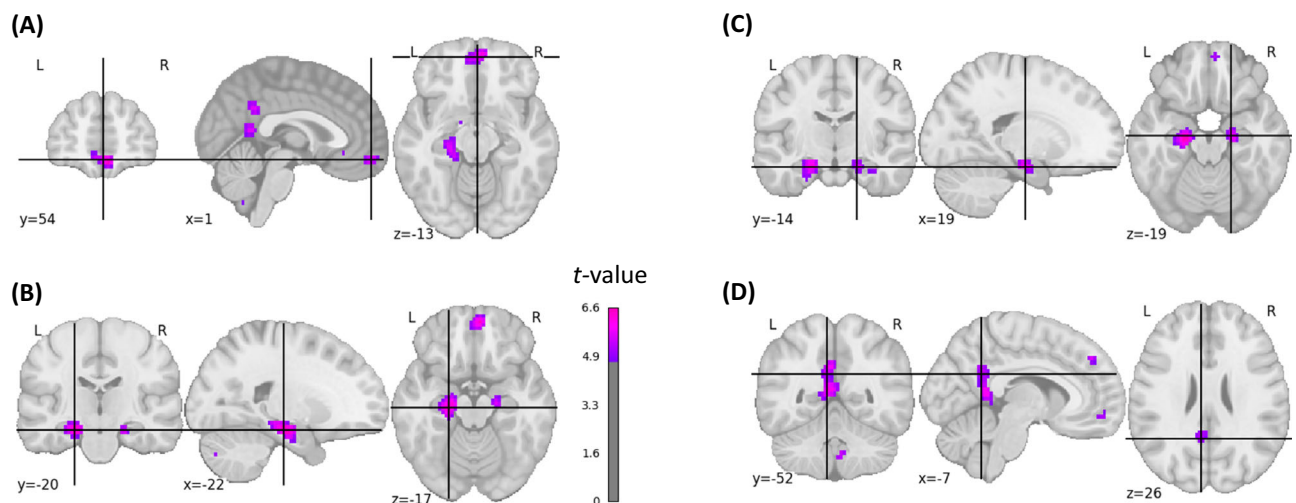 (A)
L
R
L
R
y=54
x=1
z=-13
(B)
L
R
L
R
y=-20
x=-22
z=-17
t-value
6.6
4.9
3.3
1.6
0
(C)
L
R
L
R
y=-14
x=19
z=-19
(D)
L
R
L
R
y=-52
x=-7
z=26